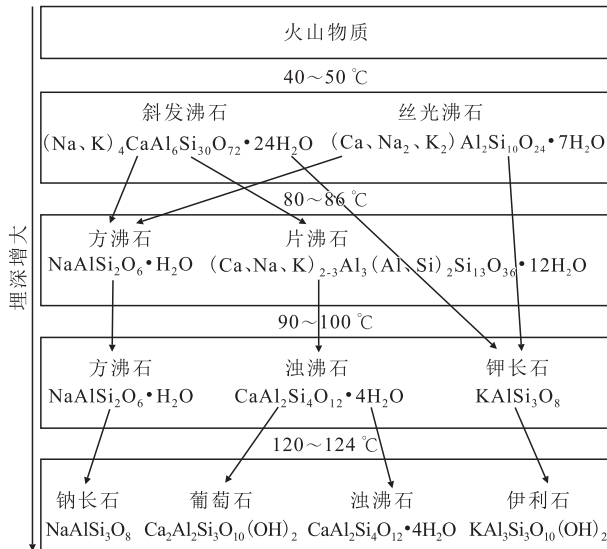 火山物质
40～50 ℃
斜发沸石 丝光沸石
(Na、K)₄CaAl₆Si₃₀O₇₂•24H₂O (Ca、Na₂、K₂) Al₂Si₁₀O₂₄•7H₂O
80～86 ℃
方沸石 片沸石
NaAlSi₂O₆•H₂O (Ca、Na、K)₂₋₃Al₃(Al、Si)₂Si₁₃O₃₆•12H₂O
90～100 ℃
方沸石 浊沸石 钾长石
NaAlSi₂O₆•H₂O CaAl₂Si₄O₁₂•4H₂O KAlSi₃O₈
120～124 ℃
钠长石 葡萄石 浊沸石 伊利石
NaAlSi₃O₈ Ca₂Al₂Si₃O₁₀(OH)₂ CaAl₂Si₄O₁₂•4H₂O KAl₃Si₃O₁₀(OH)₂
埋深增大